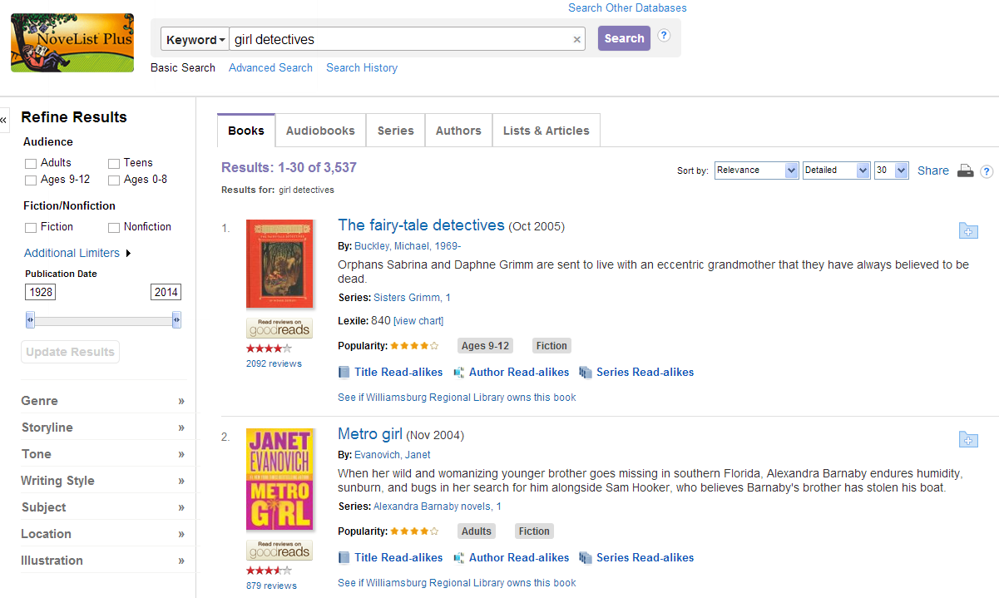 Search Other Databases
NoveList Plus
Keyword
girl detectives
×
Search
?
Basic Search
Advanced Search
Search History
«
Refine Results
Audience
Adults
Teens
Ages 9-12
Ages 0-8
Fiction/Nonfiction
Fiction
Nonfiction
Additional Limiters
Publication Date
1928
2014
Update Results
Genre »
Storyline »
Tone »
Writing Style »
Subject »
Location »
Illustration »
Books
Audiobooks
Series
Authors
Lists & Articles
Results: 1-30 of 3,537
Sort by:
Relevance
Detailed
30
Share
?
Results for: girl detectives
1.
THE FAIRY-TALE DETECTIVES
BY MICHAEL BUCKLEY
Read reviews on
goodreads
2092 reviews
The fairy-tale detectives (Oct 2005)
By: Buckley, Michael, 1969-
Orphans Sabrina and Daphne Grimm are sent to live with an eccentric grandmother that they have always believed to be
dead.
Series: Sisters Grimm, 1
Lexile: 840 [view chart]
Popularity:
Ages 9-12
Fiction
Title Read-alikes
Author Read-alikes
Series Read-alikes
See if Williamsburg Regional Library owns this book
2.
JANET
EVANOVICH
METRO
GIRL
Read reviews on
goodreads
879 reviews
Metro girl (Nov 2004)
By: Evanovich, Janet
When her wild and womanizing younger brother goes missing in southern Florida, Alexandra Barnaby endures humidity,
sunburn, and bugs in her search for him alongside Sam Hooker, who believes Barnaby's brother has stolen his boat.
Series: Alexandra Barnaby novels, 1
Popularity:
Adults
Fiction
Title Read-alikes
Author Read-alikes
Series Read-alikes
See if Williamsburg Regional Library owns this book